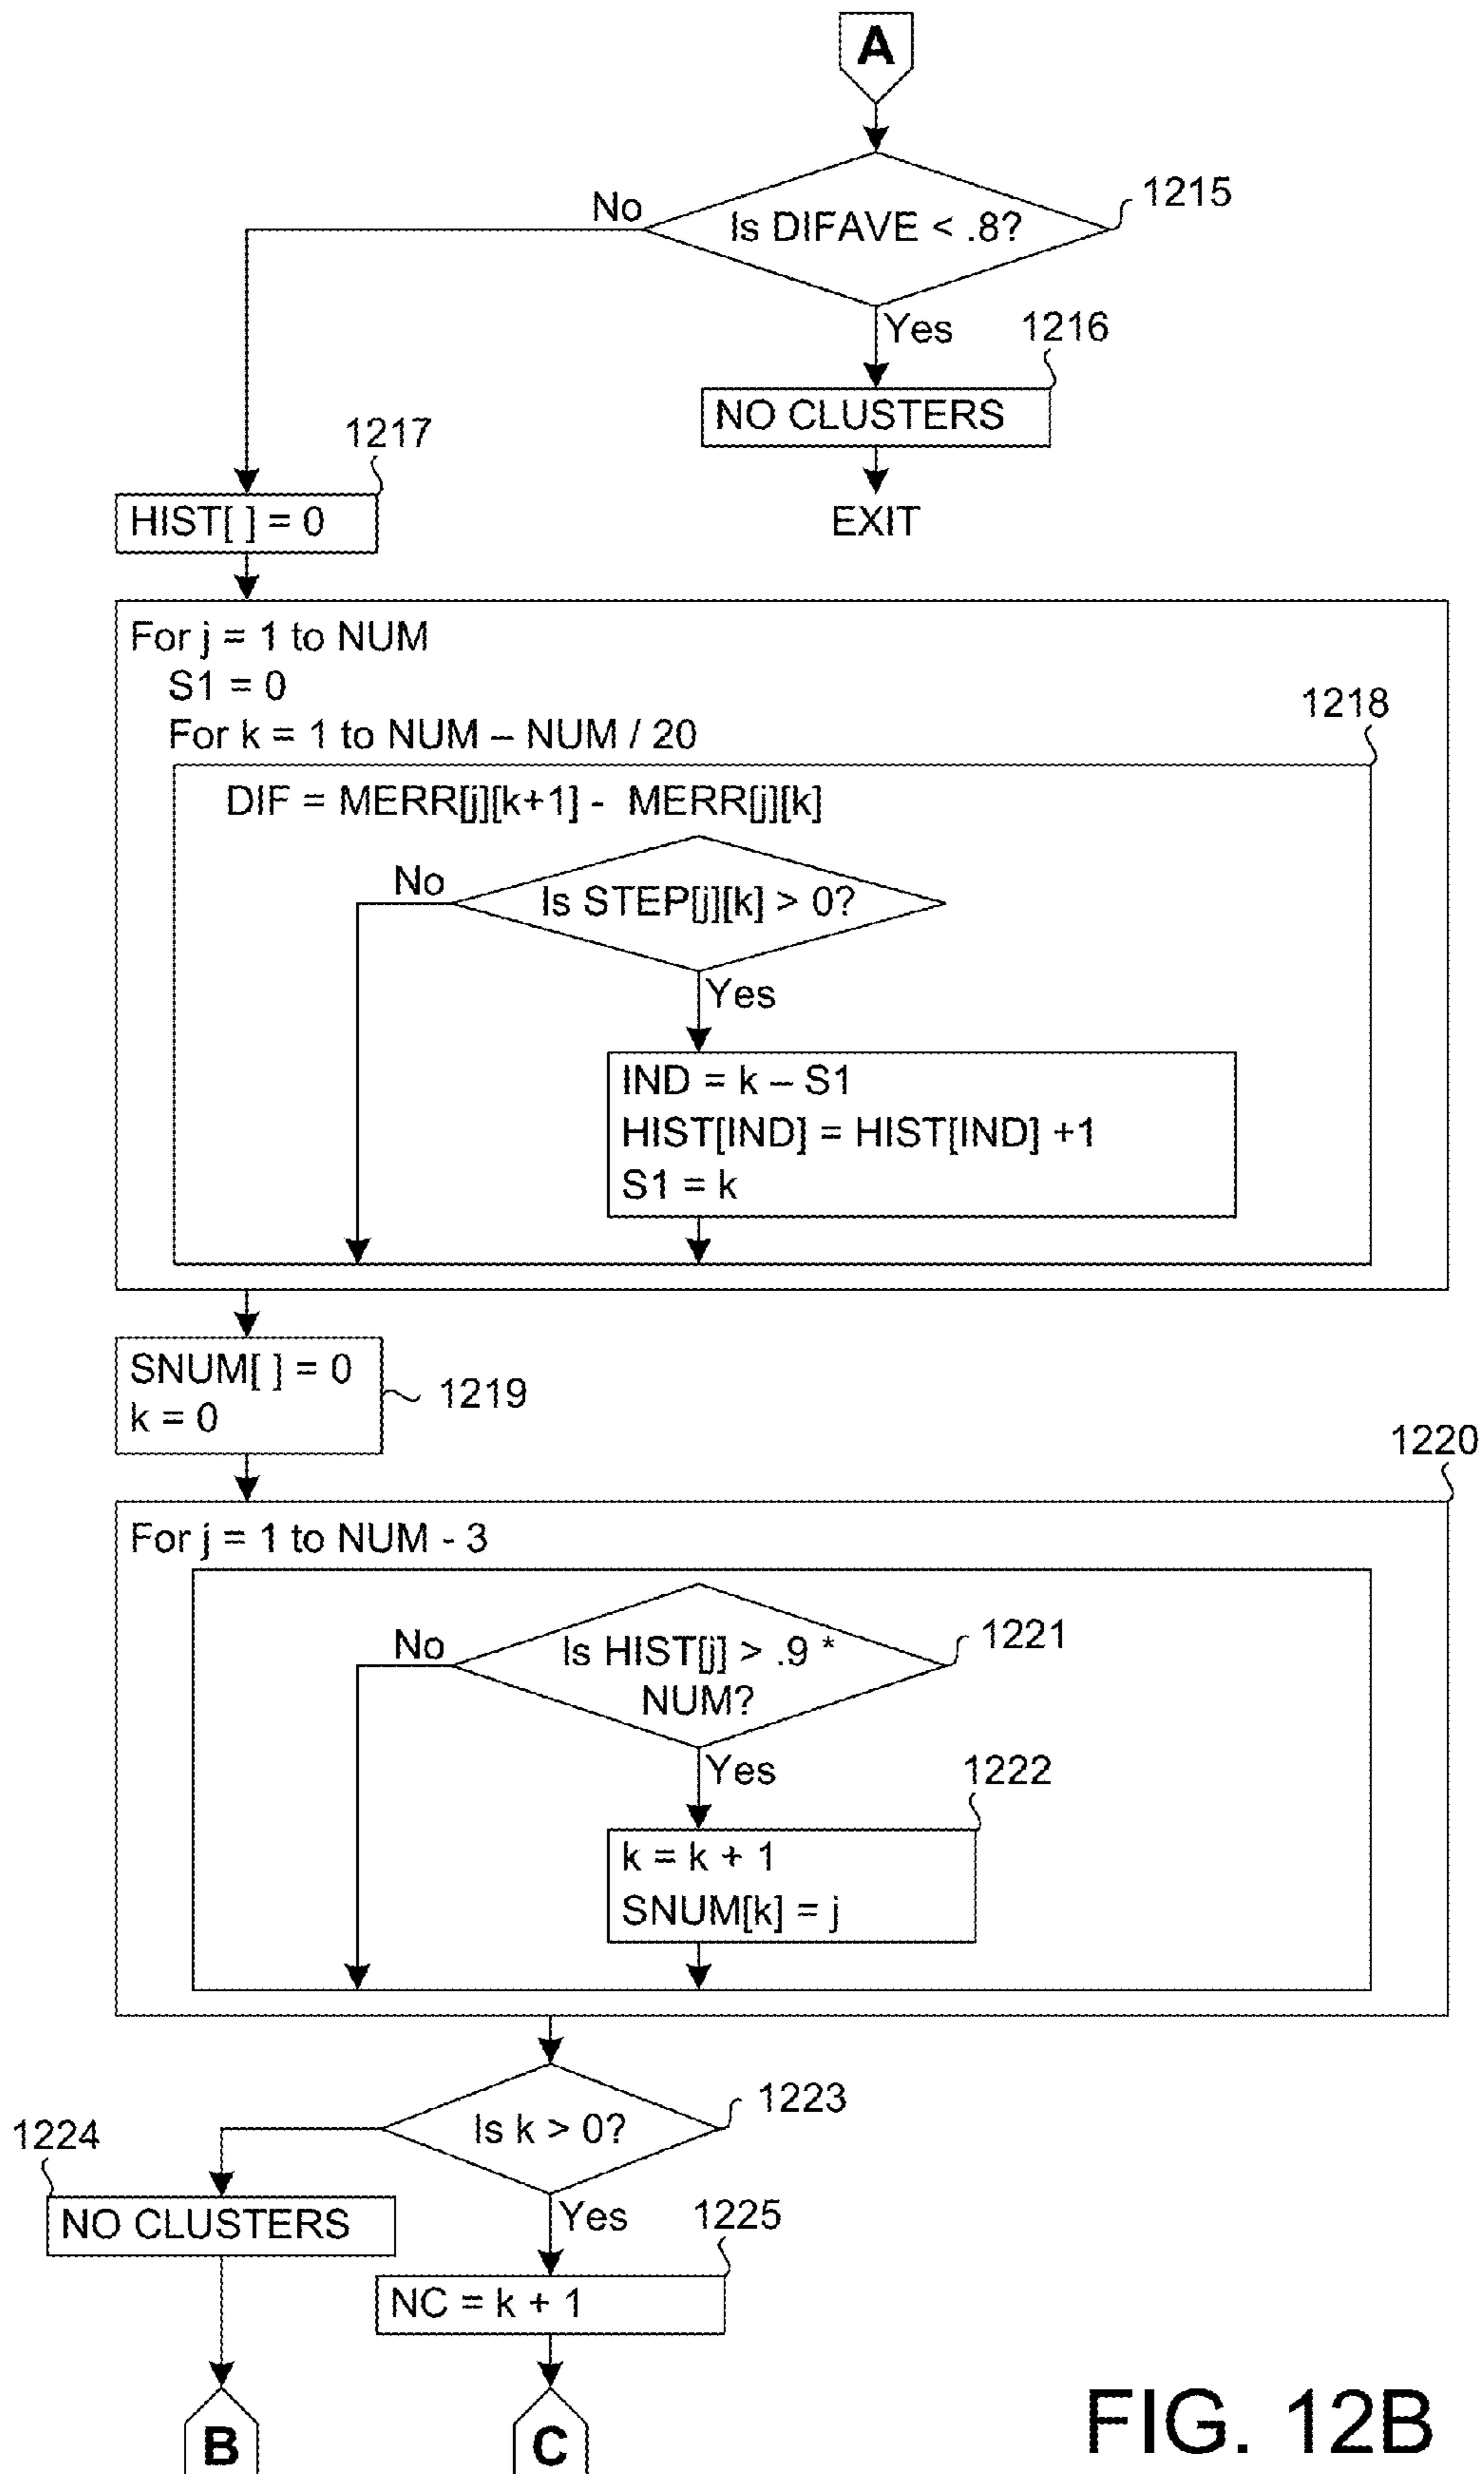 A
Is DIFAVE < .8?
1215
No
Yes
1216
NO CLUSTERS
EXIT
1217
HIST[ ] = 0
For j = 1 to NUM
S1 = 0
For k = 1 to NUM – NUM / 20
1218
DIF = MERR[j][k+1] - MERR[j][k]
Is STEP[j][k] > 0?
No
Yes
IND = k – S1
HIST[IND] = HIST[IND] +1
S1 = k
SNUM[ ] = 0
k = 0
1219
1220
For j = 1 to NUM - 3
Is HIST[j] > .9 *
NUM?
1221
No
Yes
1222
k = k + 1
SNUM[k] = j
Is k > 0?
1223
1224
NO CLUSTERS
Yes
1225
NC = k + 1
B
C
FIG. 12B